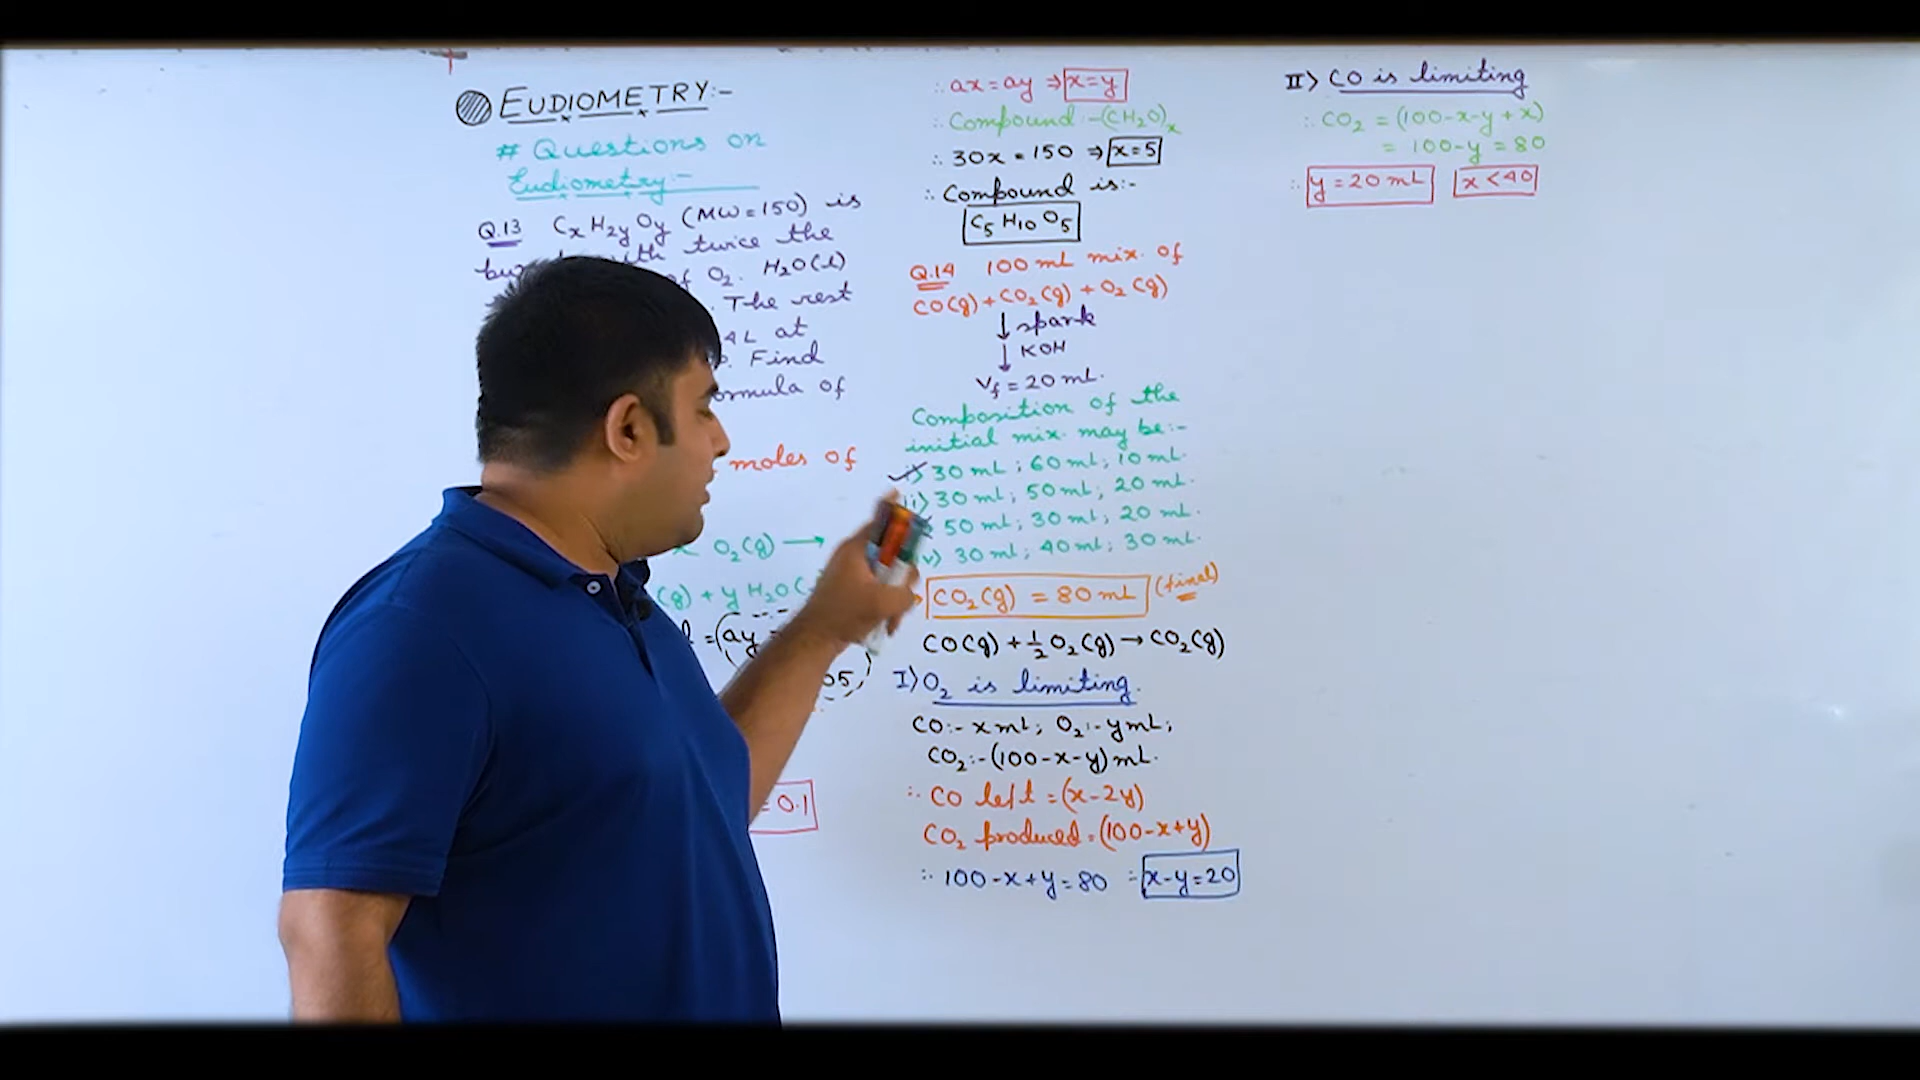 EUDIOMETRY:-
# Questions on
Eudiometry:-
Q.13 CxH2yOy (MW=150) is
with twice the
of O2. H2O(l)
. The rest
4L at
. Find
ormula of
moles of
x O2(g) →
(g) + y H2O(
= (ay =
05
= 0.1
∴ ax = ay ⇒ x=y
∴ Compound - (CH2O)x
∴ 30x = 150 ⇒ x=5
∴ Compound is:-
C5H10O5
Q.14 100 mL mix. of
CO(g) + CO2(g) + O2(g)
↓ spark
↓ KOH
Vf = 20 mL.
Composition of the
initial mix. may be:-
i) 30 mL; 60 mL; 10 mL.
ii) 30 mL; 50 mL; 20 mL.
50 mL; 30 mL; 20 mL.
v) 30 mL; 40 mL; 30 mL.
CO2(g) = 80 mL (final)
CO(g) + 1/2 O2(g) → CO2(g)
I) O2 is limiting.
CO:- x mL; O2:- y mL;
CO2:- (100-x-y) mL.
∴ CO left = (x-2y)
CO2 produced = (100-x+y)
∴ 100-x+y = 80 ∴ x-y=20
II) CO is limiting
∴ CO2 = (100-x-y+x)
= 100-y = 80
∴ y = 20 mL x < 40